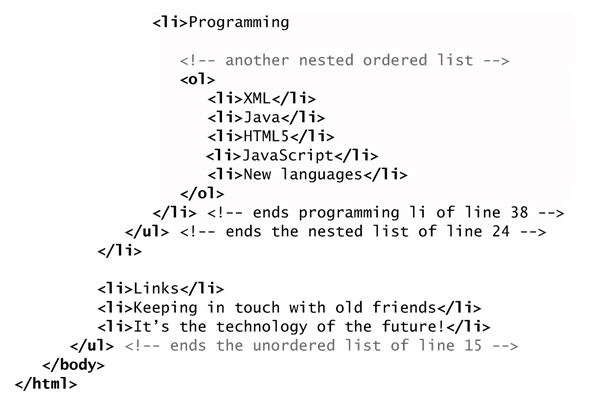 <li>Programming
<!-- another nested ordered list -->
<ol>
<li>XML</li>
<li>Java</li>
<li>HTML5</li>
<li>JavaScript</li>
<li>New languages</li>
</ol>
</li> <!-- ends programming li of line 38 -->
</ul> <!-- ends the nested list of line 24 -->
</li>
<li>Links</li>
<li>Keeping in touch with old friends</li>
<li>It’s the technology of the future!</li>
</ul> <!-- ends the unordered list of line 15 -->
</body>
</html>